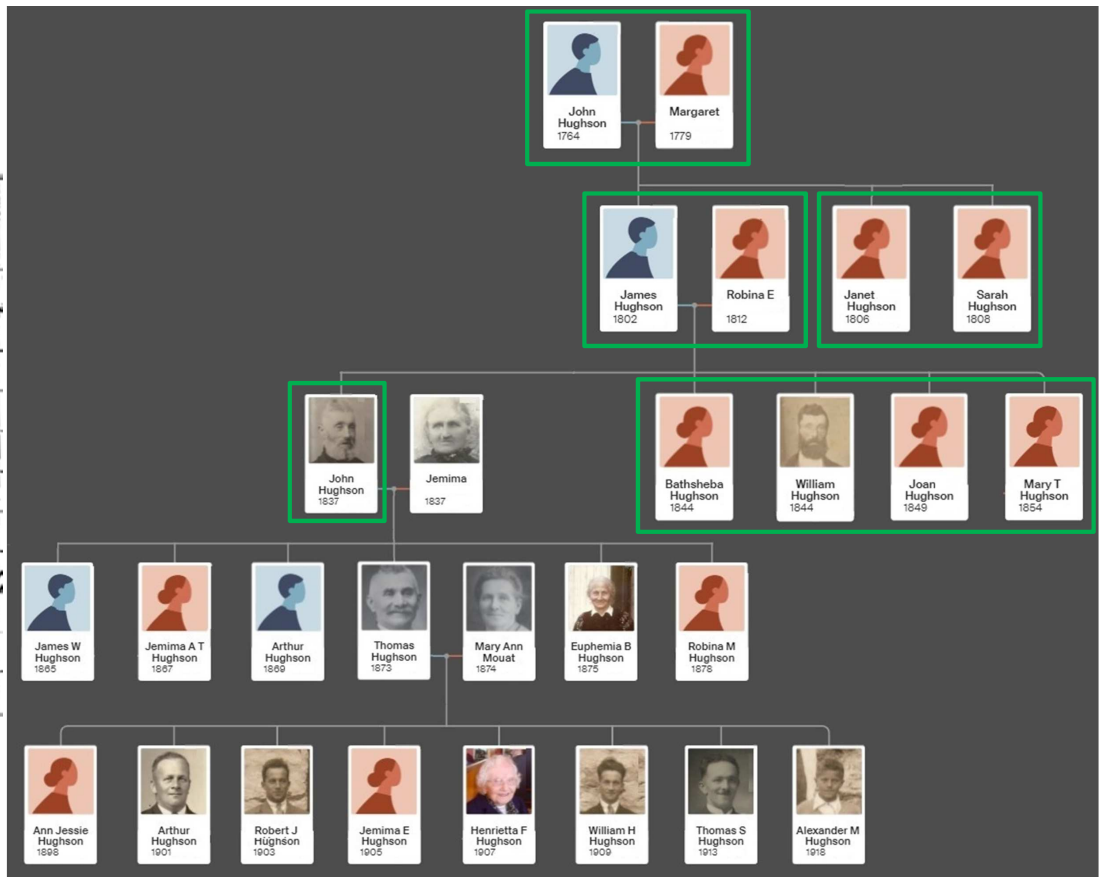 John
Hughson
1764
Margaret
1779
James
Hughson
1802
Robina E
1812
Janet
Hughson
1806
Sarah
Hughson
1808
John
Hughson
1837
Jemima
1837
Bathsheba
Hughson
1844
William
Hughson
1844
Joan
Hughson
1849
Mary T
Hughson
1854
James W
Hughson
1865
Jemima A T
Hughson
1867
Arthur
Hughson
1869
Thomas
Hughson
1873
Mary Ann
Mouat
1874
Euphemia B
Hughson
1875
Robina M
Hughson
1878
Ann Jessie
Hughson
1898
Arthur
Hughson
1901
Robert J
Hughson
1903
Jemima E
Hughson
1905
Henrietta F
Hughson
1907
William H
Hughson
1909
Thomas S
Hughson
1913
Alexander M
Hughson
1918